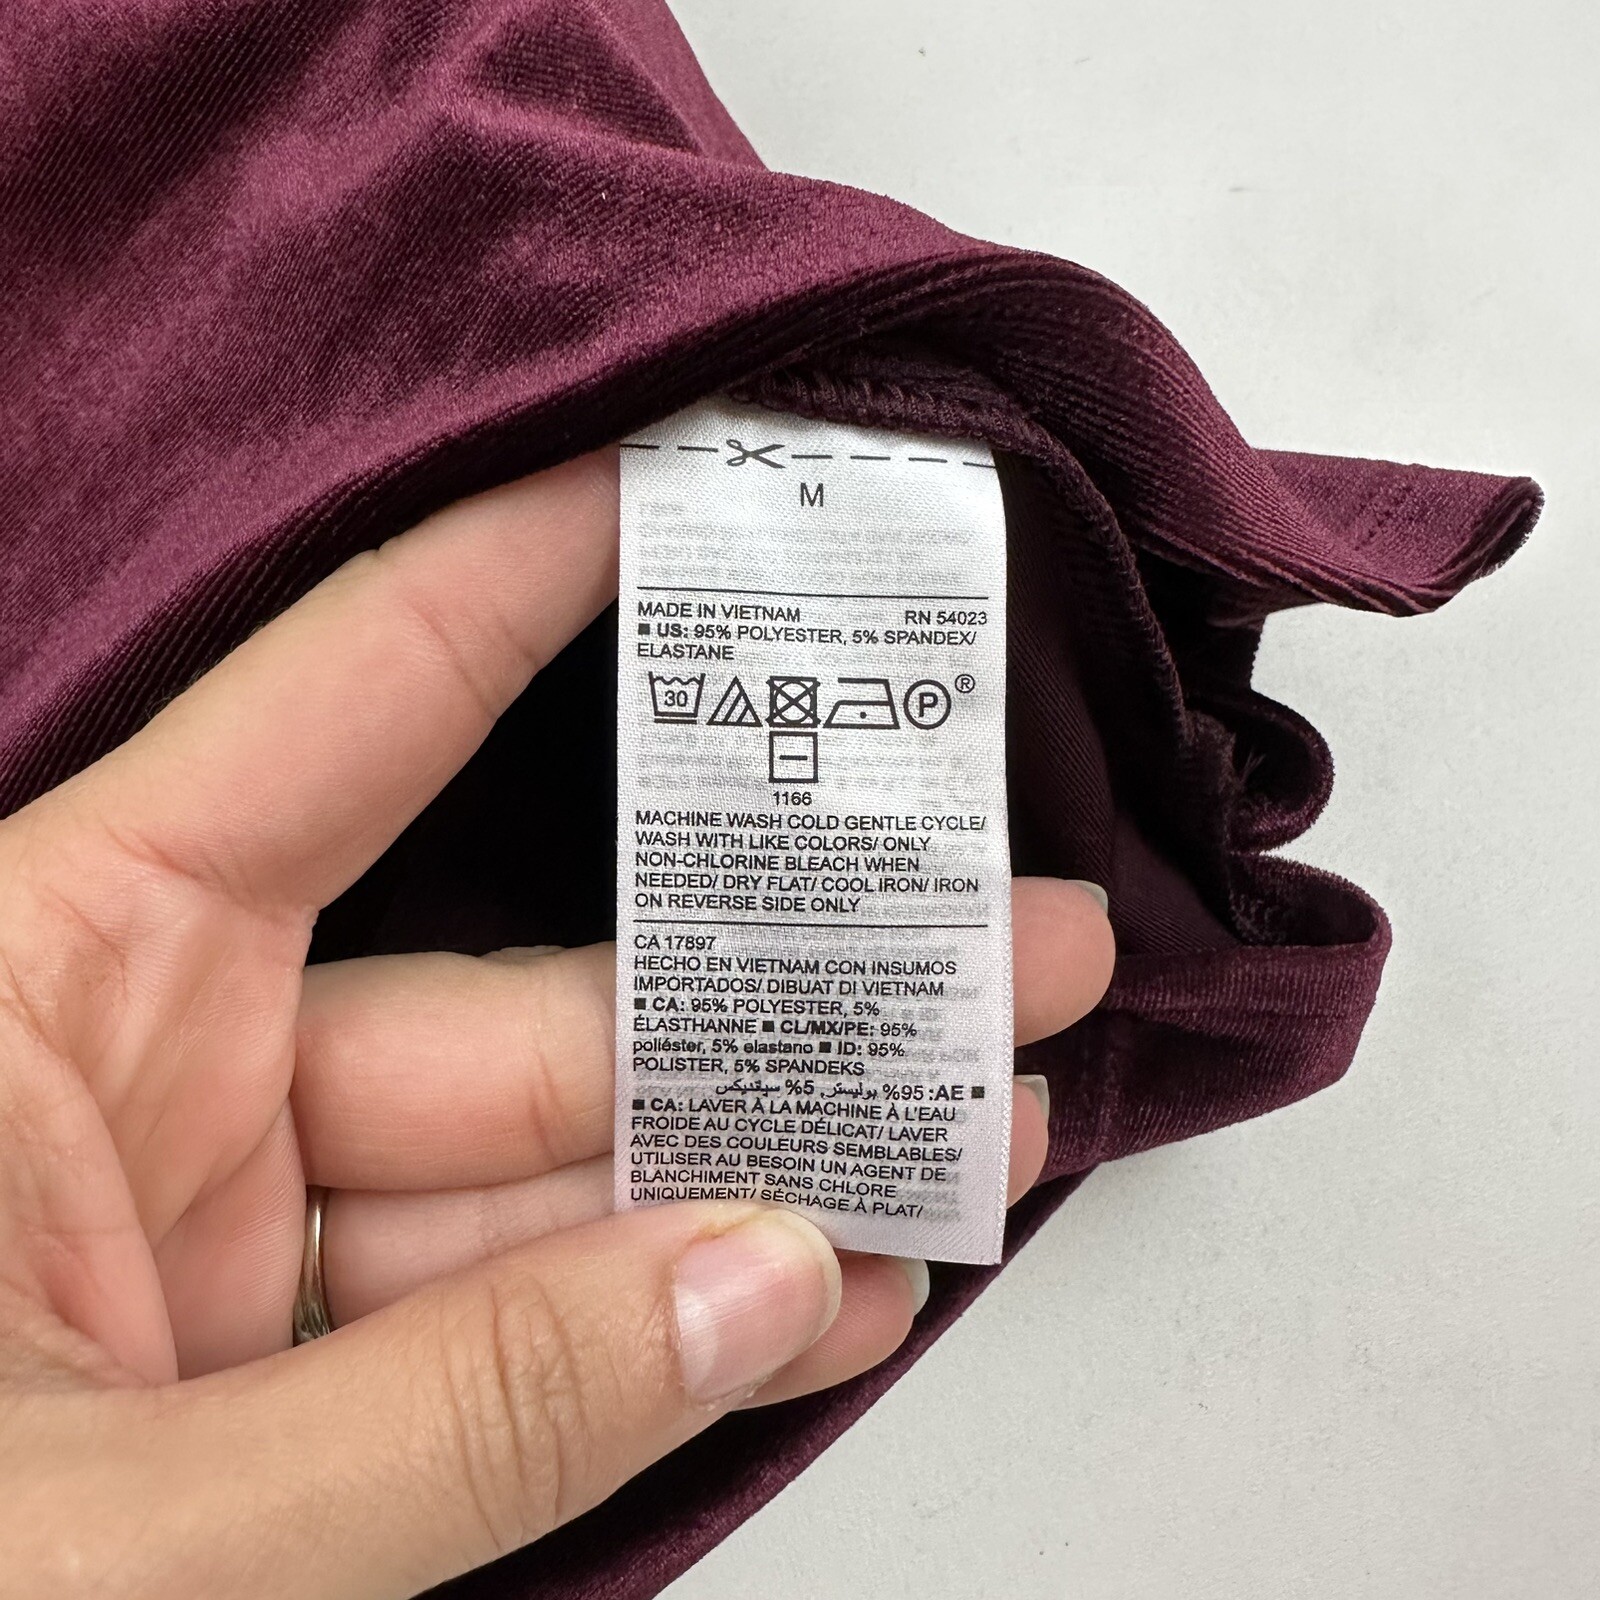 M
MADE IN VIETNAM RN 54023
■ US: 95% POLYESTER, 5% SPANDEX/
ELASTANE
30 P ®
1166
MACHINE WASH COLD GENTLE CYCLE/
WASH WITH LIKE COLORS/ ONLY
NON-CHLORINE BLEACH WHEN
NEEDED/ DRY FLAT/ COOL IRON/ IRON
ON REVERSE SIDE ONLY
CA 17897
HECHO EN VIETNAM CON INSUMOS
IMPORTADOS/ DIBUAT DI VIETNAM
■ CA: 95% POLYESTER, 5%
ÉLASTHANNE ■ CL/MX/PE: 95%
poliéster, 5% elastano ■ ID: 95%
POLISTER, 5% SPANDEKS
■ AE: 95% بوليستر, 5% سباندكس
■ CA: LAVER À LA MACHINE À L'EAU
FROIDE AU CYCLE DÉLICAT/ LAVER
AVEC DES COULEURS SEMBLABLES/
UTILISER AU BESOIN UN AGENT DE
BLANCHIMENT SANS CHLORE
UNIQUEMENT/ SÉCHAGE À PLAT/